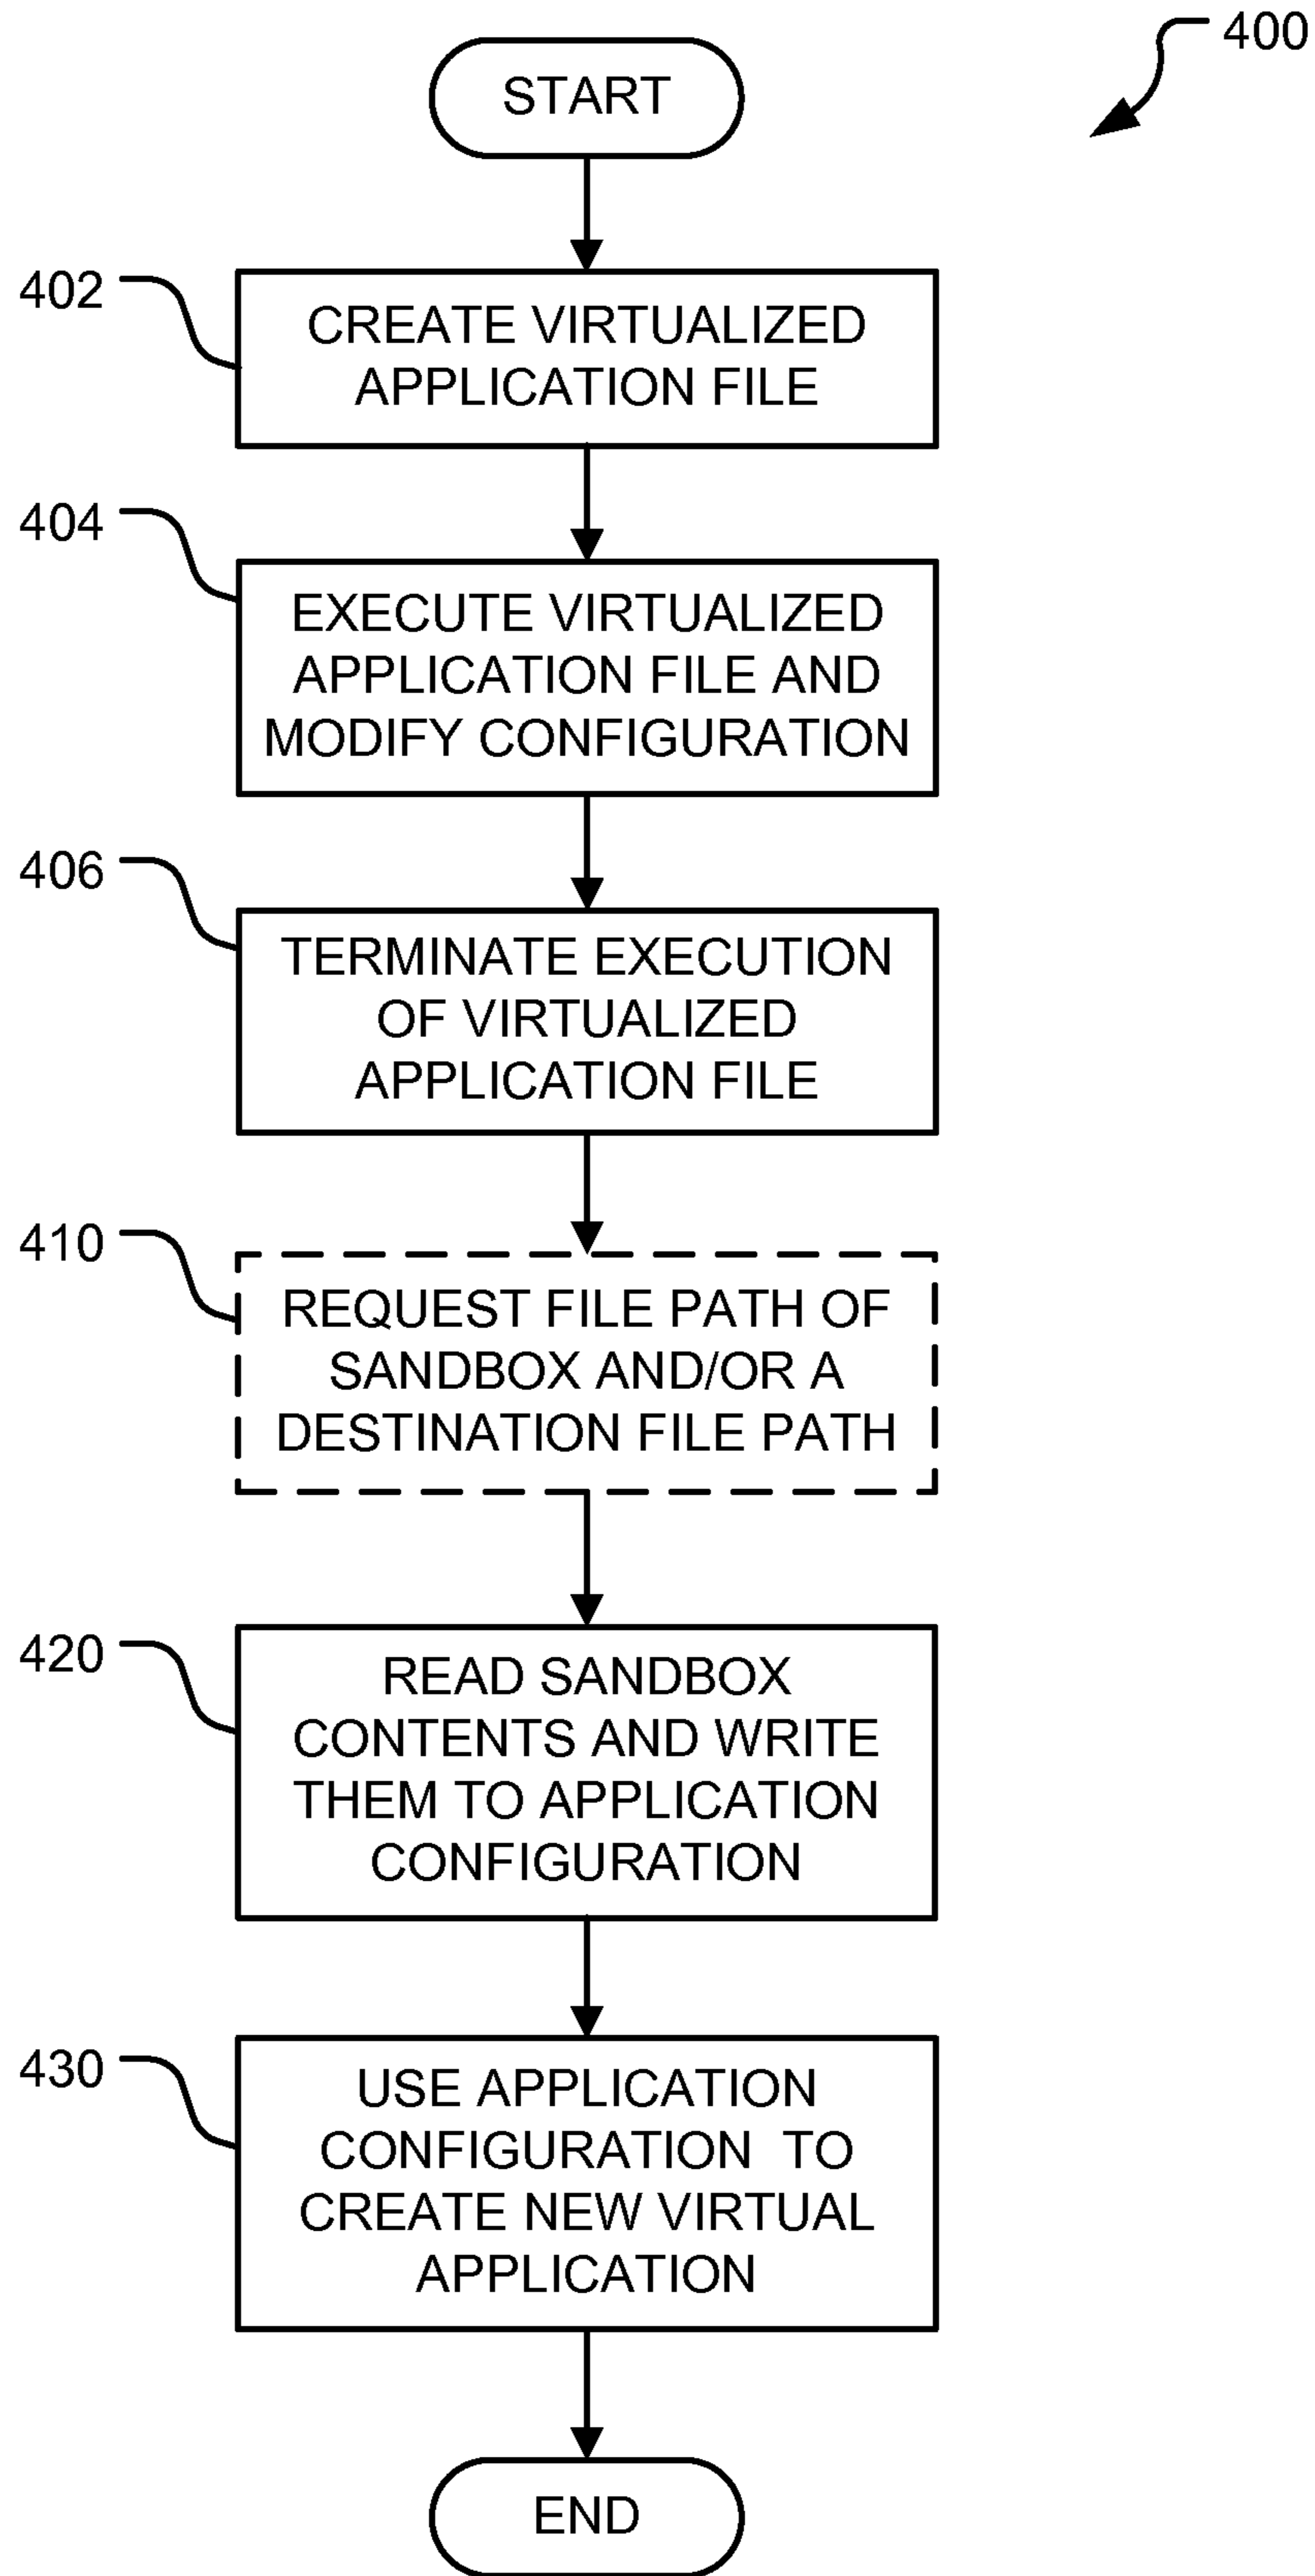 400
START
402
CREATE VIRTUALIZED
APPLICATION FILE
404
EXECUTE VIRTUALIZED
APPLICATION FILE AND
MODIFY CONFIGURATION
406
TERMINATE EXECUTION
OF VIRTUALIZED
APPLICATION FILE
410
REQUEST FILE PATH OF
SANDBOX AND/OR A
DESTINATION FILE PATH
420
READ SANDBOX
CONTENTS AND WRITE
THEM TO APPLICATION
CONFIGURATION
430
USE APPLICATION
CONFIGURATION TO
CREATE NEW VIRTUAL
APPLICATION
END